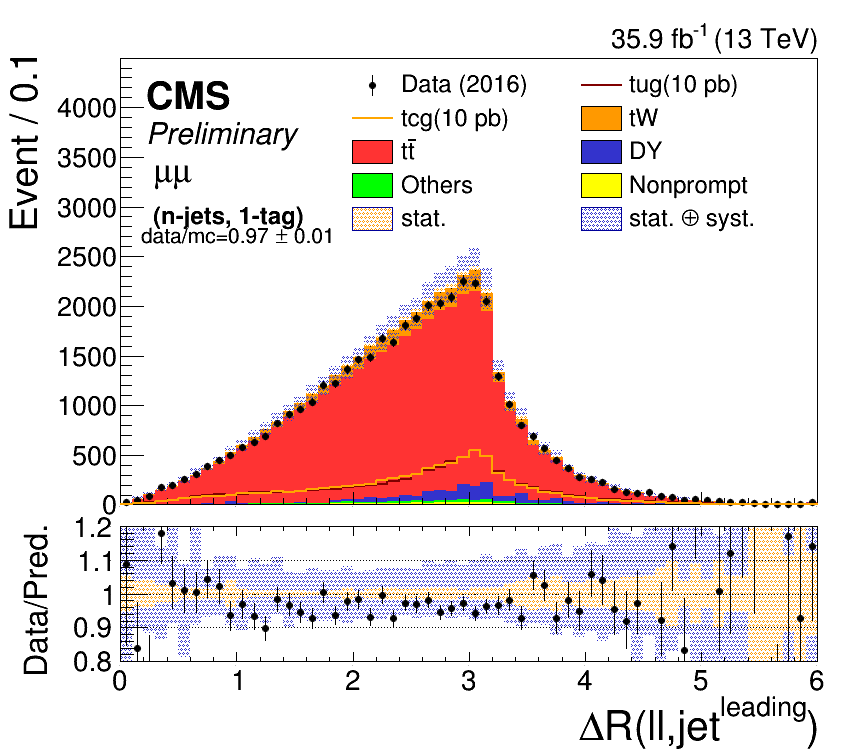 35.9 fb⁻¹ (13 TeV)
Event / 0.1
CMS
Preliminary
μμ
(n-jets, 1-tag)
data/mc=0.97 ± 0.01
Data (2016)
tug(10 pb)
tcg(10 pb)
tW
tt̄
DY
Others
Nonprompt
stat.
stat. ⊕ syst.
4000
3500
3000
2500
2000
1500
1000
500
0
Data/Pred.
1.2
1.1
1
0.9
0.8
0 1 2 3 4 5 6
ΔR(ll,jet^leading)